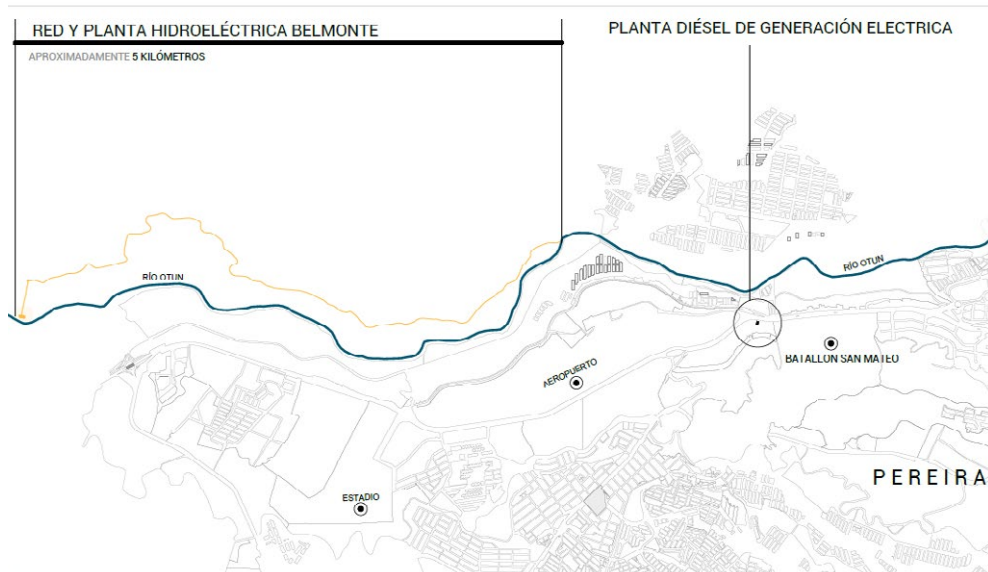 RED Y PLANTA HIDROELÉCTRICA BELMONTE
PLANTA DIÉSEL DE GENERACIÓN ELECTRICA
APROXIMADAMENTE 5 KILÓMETROS
RÍO OTUN
RÍO OTUN
BATALLÓN SAN MATEO
AEROPUERTO
PEREIRA
ESTADIO